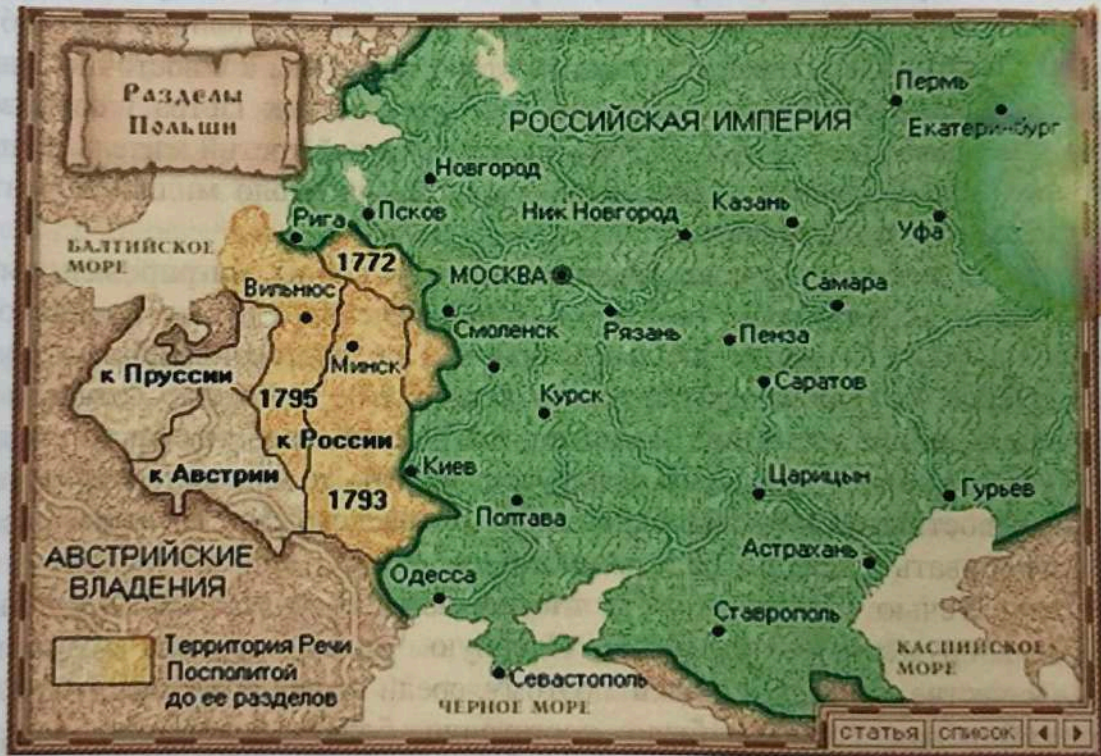 Разделы
Польши
РОССИЙСКАЯ ИМПЕРИЯ
Пермь
Екатеринбург
Новгород
Псков
Рига
Ниж Новгород
Казань
Уфа
БАЛТИЙСКОЕ
МОРЕ
1772
МОСКВА
Вильнюс
Самара
Смоленск
Рязань
Пенза
Минск
к Пруссии
1795
Саратов
Курск
к России
к Австрии
Киев
1793
Полтава
Царицын
Гурьев
АВСТРИЙСКИЕ
ВЛАДЕНИЯ
Одесса
Астрахань
Ставрополь
Территория Речи
Посполитой
до ее разделов
Севастополь
КАСПИЙСКОЕ
МОРЕ
ЧЕРНОЕ МОРЕ
статья список